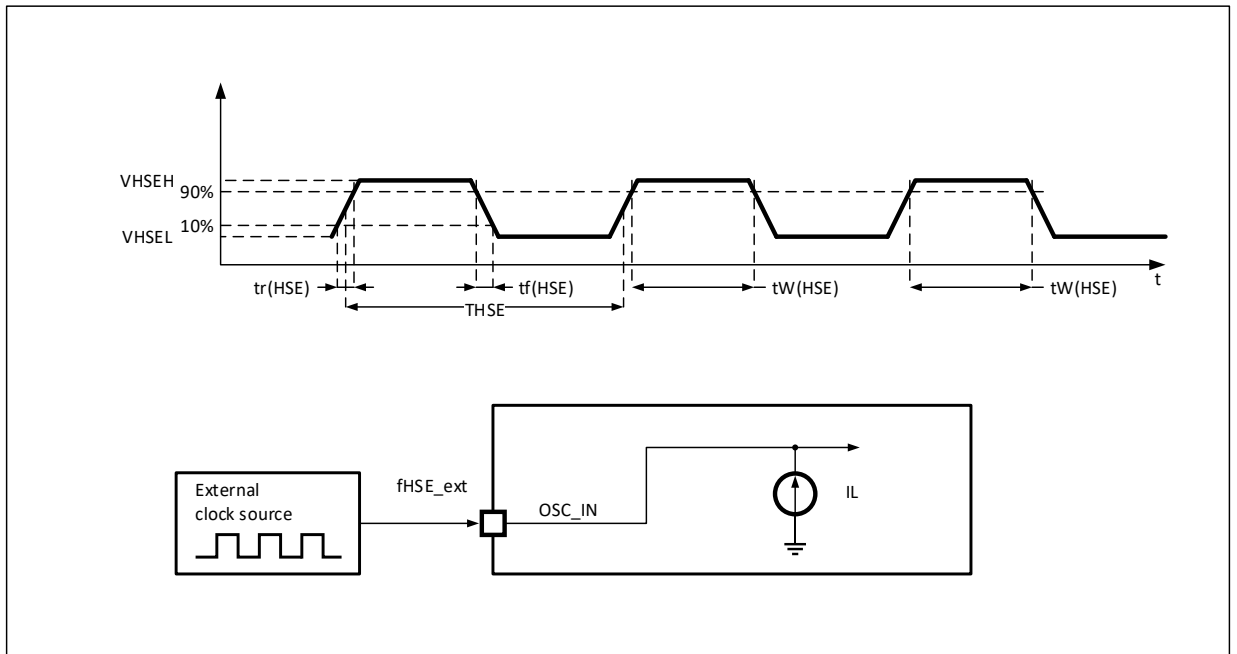 VHSEH
90%
10%
VHSEL
t
tr(HSE)
tf(HSE)
tW(HSE)
tW(HSE)
THSE
External
clock source
fHSE_ext
OSC_IN
IL